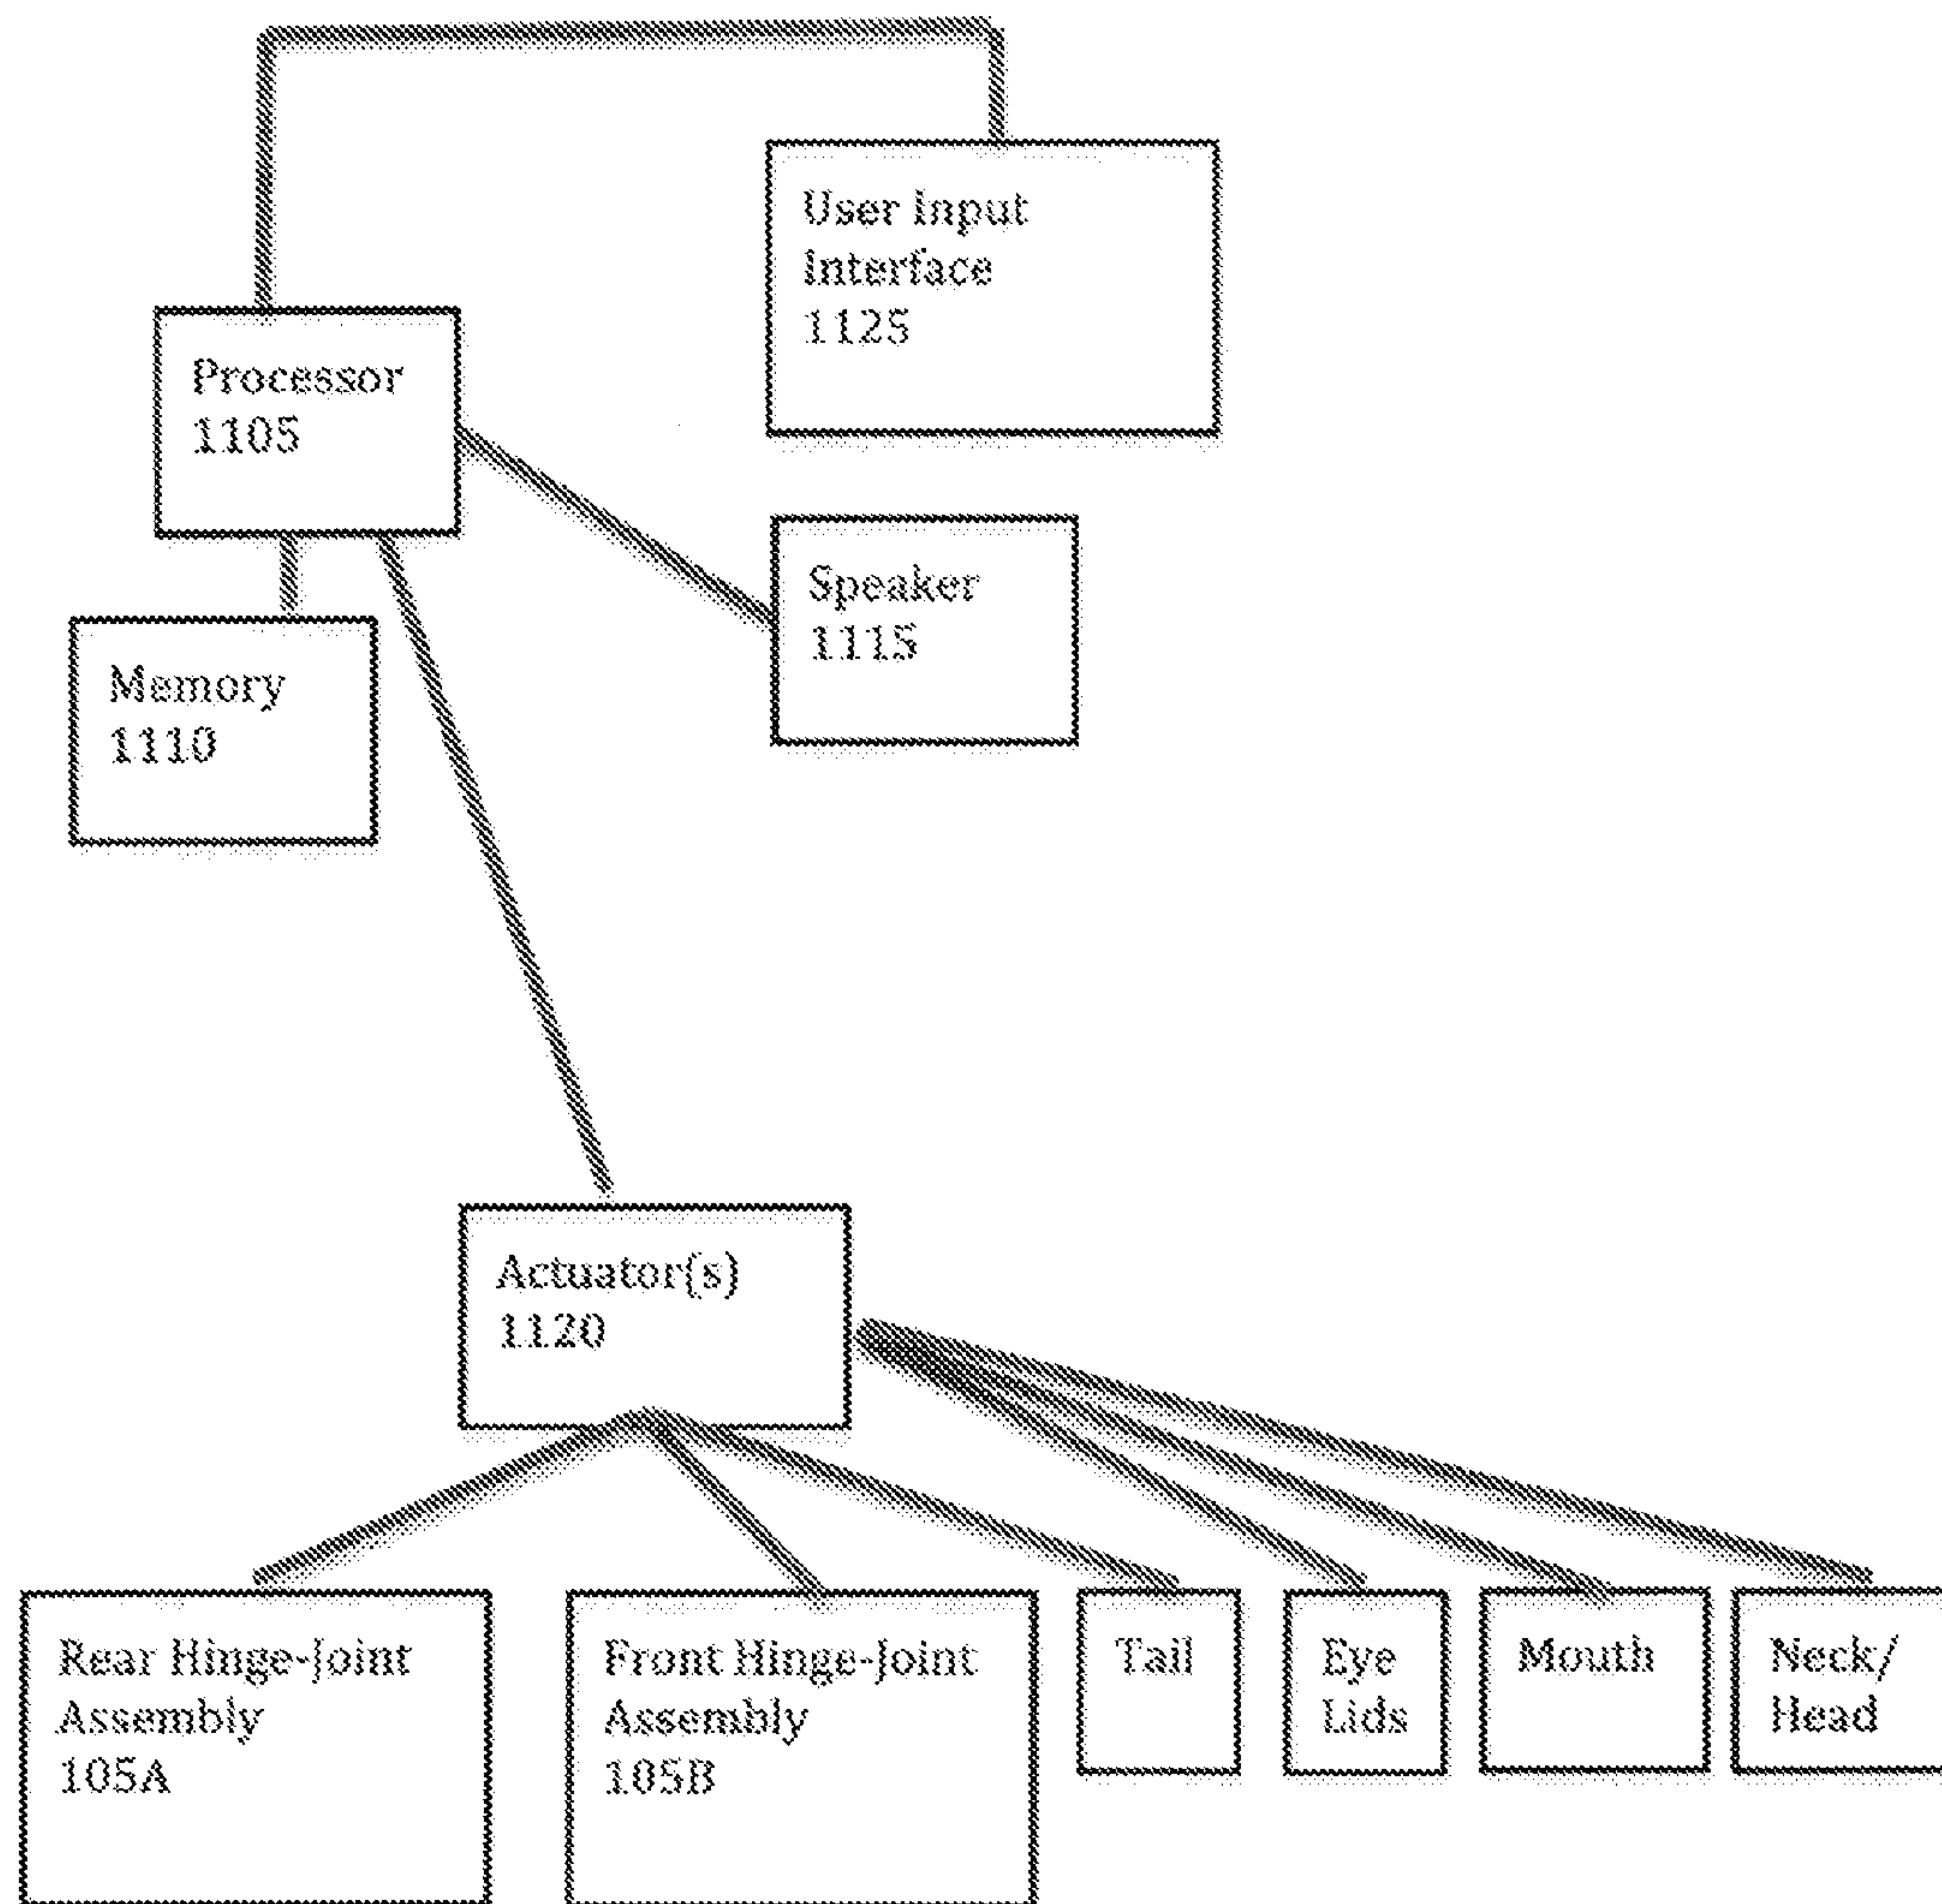 User Input
Interface
1125
Processor
1105
Speaker
1115
Memory
1110
Actuator(s)
1120
Rear Hinge-Joint
Assembly
105A
Front Hinge-Joint
Assembly
105B
Tail
Eye
Lids
Mouth
Neck/
Head